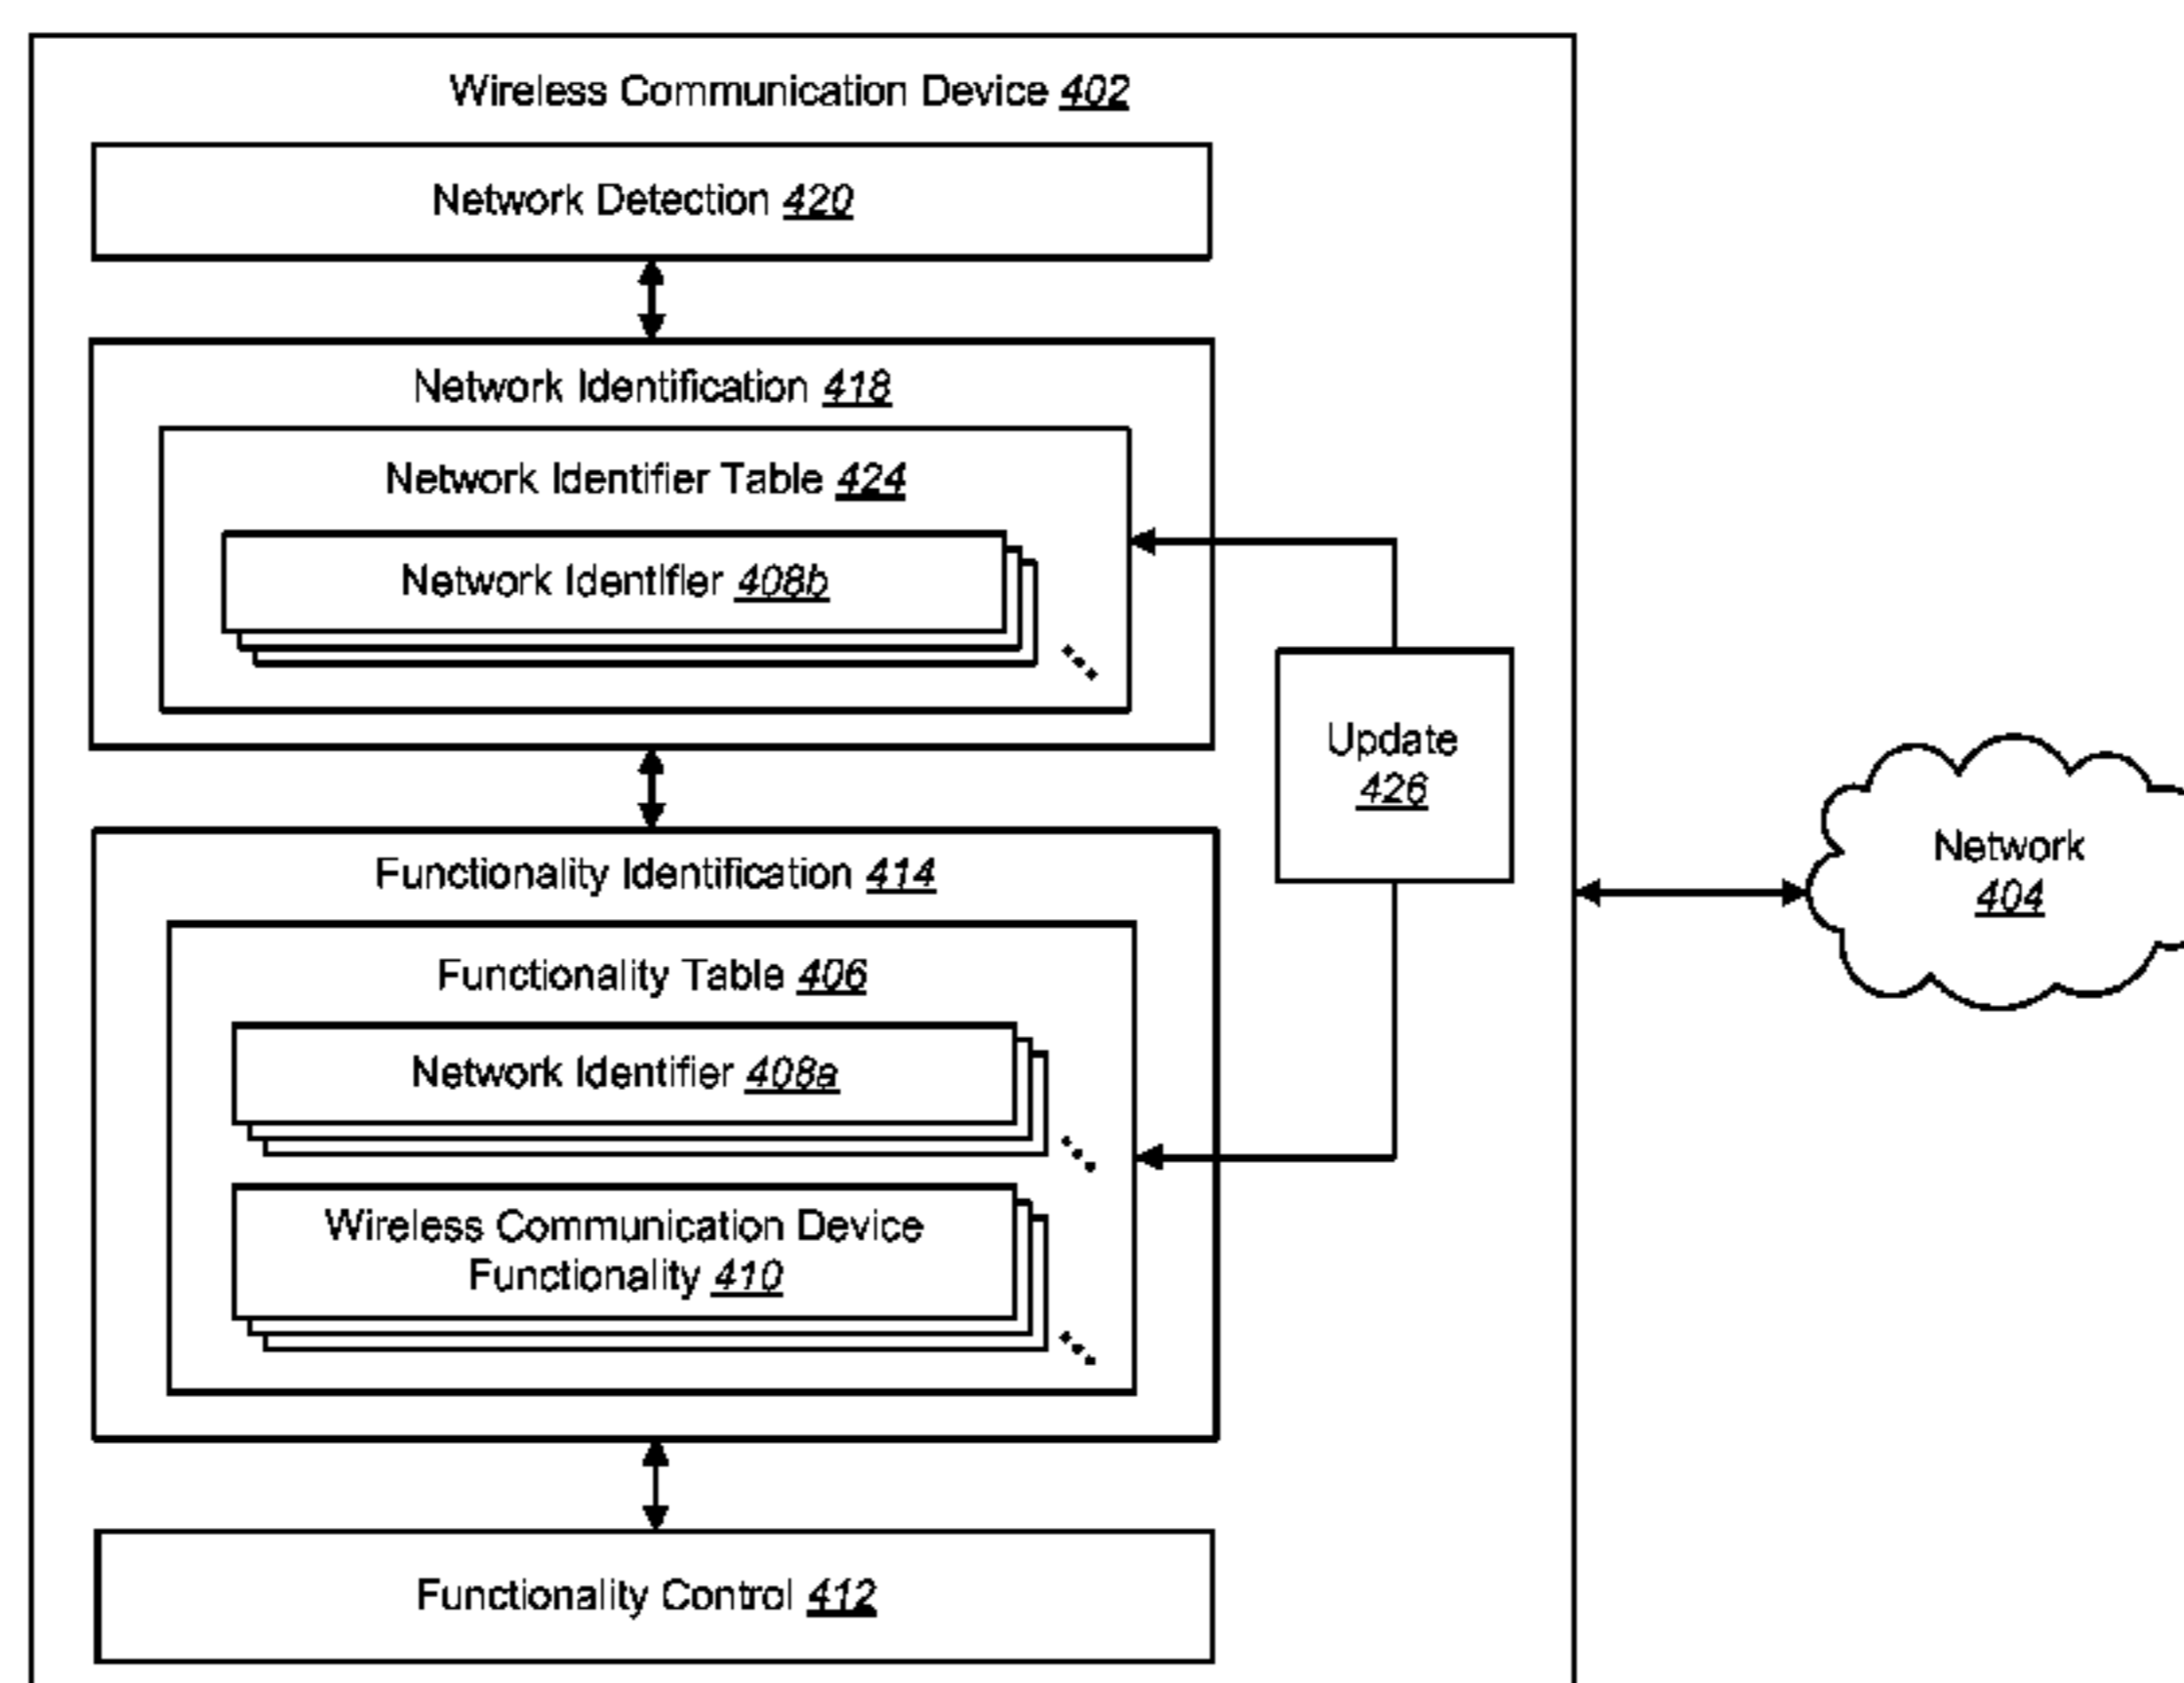 Wireless Communication Device 402
Network Detection 420
Network Identification 418
Network Identifier Table 424
Network Identifier 408b
Update
426
Network
404
Functionality Identification 414
Functionality Table 406
Network Identifier 408a
Wireless Communication Device
Functionality 410
Functionality Control 412